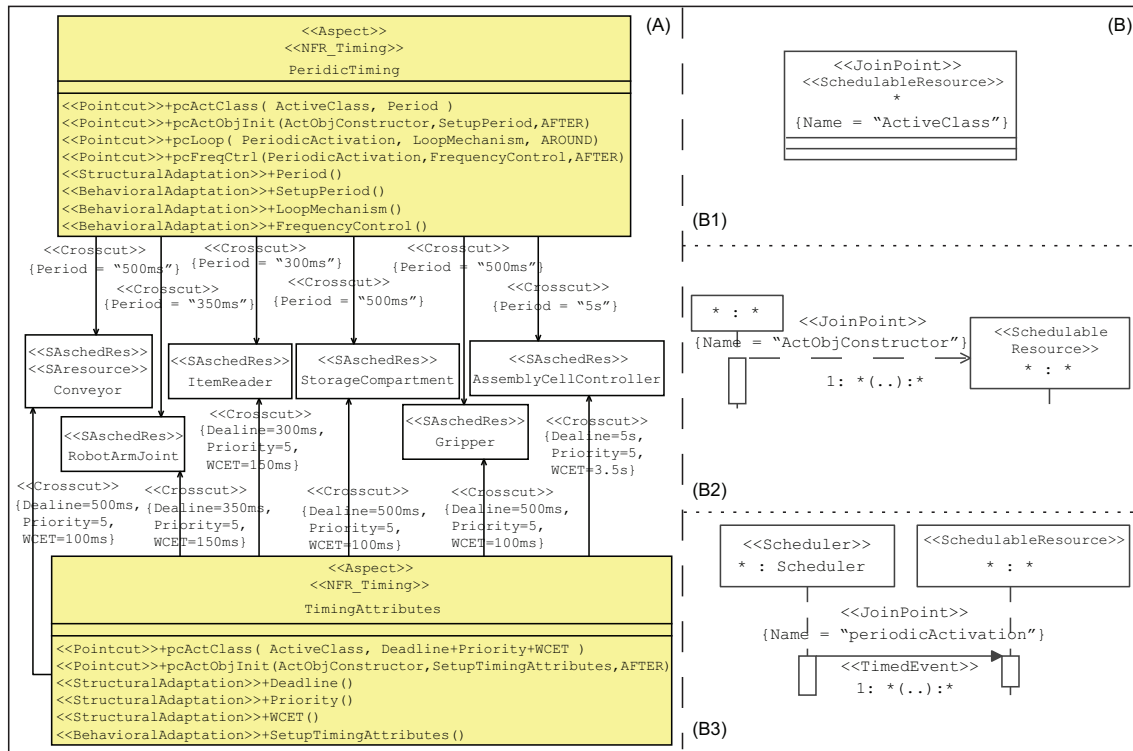 (A)
<<Aspect>>
<<NFR_Timing>>
PeridicTiming
<<Pointcut>>+pcActClass( ActiveClass, Period )
<<Pointcut>>+pcActObjInit(ActObjConstructor,SetupPeriod,AFTER)
<<Pointcut>>+pcLoop( PeriodicActivation, LoopMechanism, AROUND)
<<Pointcut>>+pcFreqCtrl(PeriodicActivation,FrequencyControl,AFTER)
<<StructuralAdaptation>>+Period()
<<BehavioralAdaptation>>+SetupPeriod()
<<BehavioralAdaptation>>+LoopMechanism()
<<BehavioralAdaptation>>+FrequencyControl()
<<Crosscut>>
{Period = “500ms”}
<<Crosscut>>
{Period = “350ms”}
<<Crosscut>>
{Period = “300ms”}
<<Crosscut>>
{Period = “500ms”}
<<Crosscut>>
{Period = “500ms”}
<<Crosscut>>
{Period = “5s”}
<<SAschedRes>>
<<SAresource>>
Conveyor
<<SAschedRes>>
ItemReader
<<SAschedRes>>
StorageCompartment
<<SAschedRes>>
AssemblyCellController
<<SAschedRes>>
RobotArmJoint
<<SAschedRes>>
Gripper
<<Crosscut>>
{Dealine=300ms,
Priority=5,
WCET=150ms}
<<Crosscut>>
{Dealine=5s,
Priority=5,
WCET=3.5s}
<<Crosscut>>
{Dealine=500ms,
Priority=5,
WCET=100ms}
<<Crosscut>>
{Dealine=350ms,
Priority=5,
WCET=150ms}
<<Crosscut>>
{Dealine=500ms,
Priority=5,
WCET=100ms}
<<Crosscut>>
{Dealine=500ms,
Priority=5,
WCET=100ms}
<<Aspect>>
<<NFR_Timing>>
TimingAttributes
<<Pointcut>>+pcActClass( ActiveClass, Deadline+Priority+WCET )
<<Pointcut>>+pcActObjInit(ActObjConstructor,SetupTimingAttributes,AFTER)
<<StructuralAdaptation>>+Deadline()
<<StructuralAdaptation>>+Priority()
<<StructuralAdaptation>>+WCET()
<<BehavioralAdaptation>>+SetupTimingAttributes()
(B)
<<JoinPoint>>
<<SchedulableResource>>
*
{Name = “ActiveClass”}
(B1)
* : *
<<JoinPoint>>
{Name = “ActObjConstructor”}
1: *(..):*
<<Schedulable
Resource>>
* : *
(B2)
<<Scheduler>>
* : Scheduler
<<SchedulableResource>>
* : *
<<JoinPoint>>
{Name = “periodicActivation”}
<<TimedEvent>>
1: *(..):*
(B3)